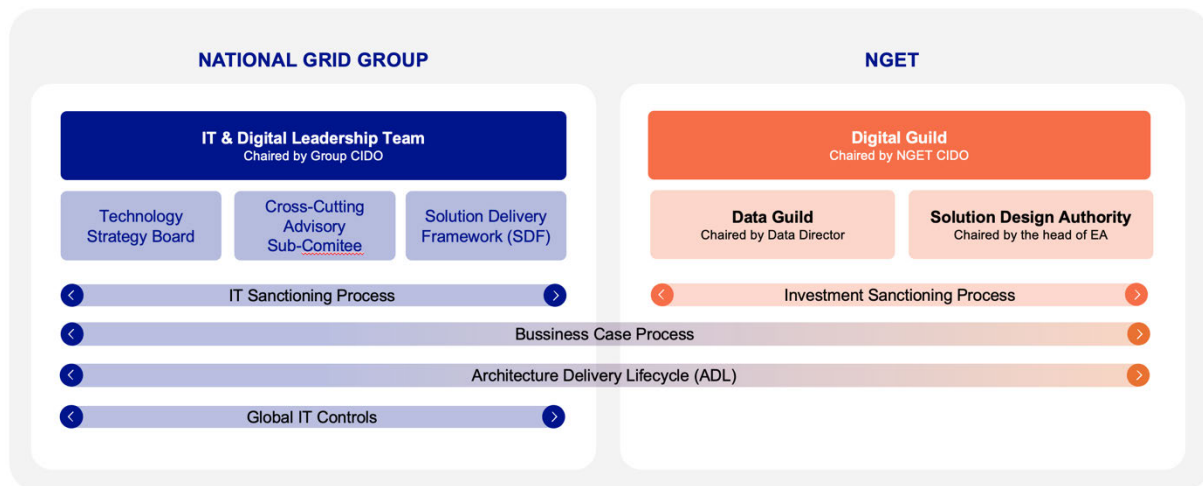 NATIONAL GRID GROUP
IT & Digital Leadership Team
Chaired by Group CIDO
Technology
Strategy Board
Cross-Cutting
Advisory
Sub-Comitee
Solution Delivery
Framework (SDF)
NGET
Digital Guild
Chaired by NGET CIDO
Data Guild
Chaired by Data Director
Solution Design Authority
Chaired by the head of EA
IT Sanctioning Process
Investment Sanctioning Process
Bussiness Case Process
Architecture Delivery Lifecycle (ADL)
Global IT Controls